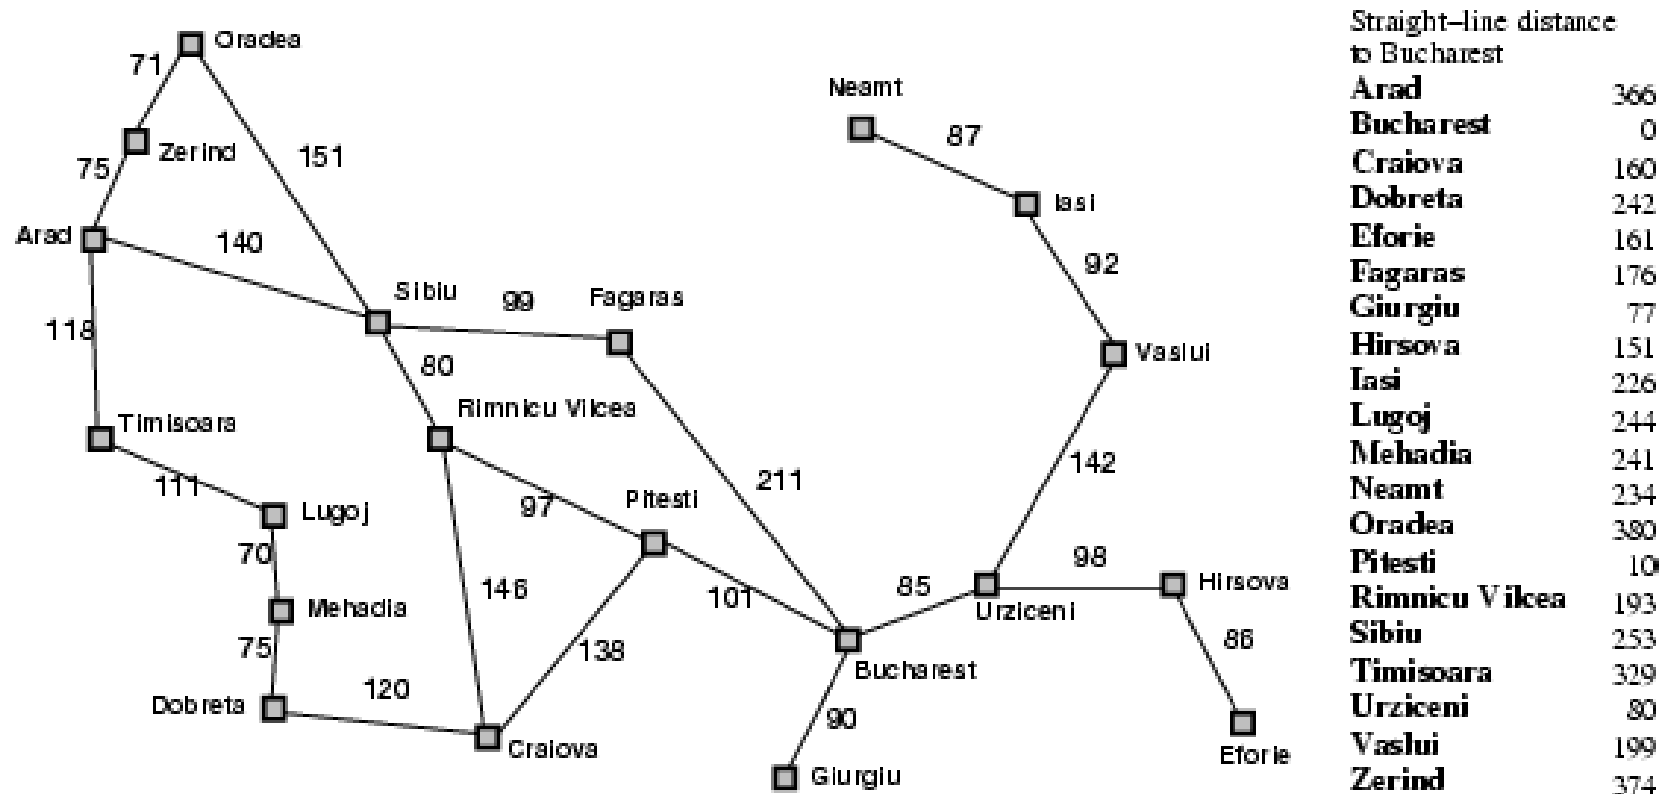 Oradea
71
Neamt
Zerind
151
87
75
Iasi
Arad
140
92
Sibiu
99
Fagaras
118
80
Vaslui
Rimnicu Vilcea
Timisoara
142
111
211
Lugoj
97
Pitesti
70
98
Hirsova
146
101
85
Urziceni
Mehadia
86
75
138
Bucharest
Dobreta
120
90
Craiova
Eforie
Giurgiu
Straight-line distance
to Bucharest
Arad 366
Bucharest 0
Craiova 160
Dobreta 242
Eforie 161
Fagaras 176
Giurgiu 77
Hirsova 151
Iasi 226
Lugoj 244
Mehadia 241
Neamt 234
Oradea 380
Pitesti 10
Rimnicu Vilcea 193
Sibiu 253
Timisoara 329
Urziceni 80
Vaslui 199
Zerind 374